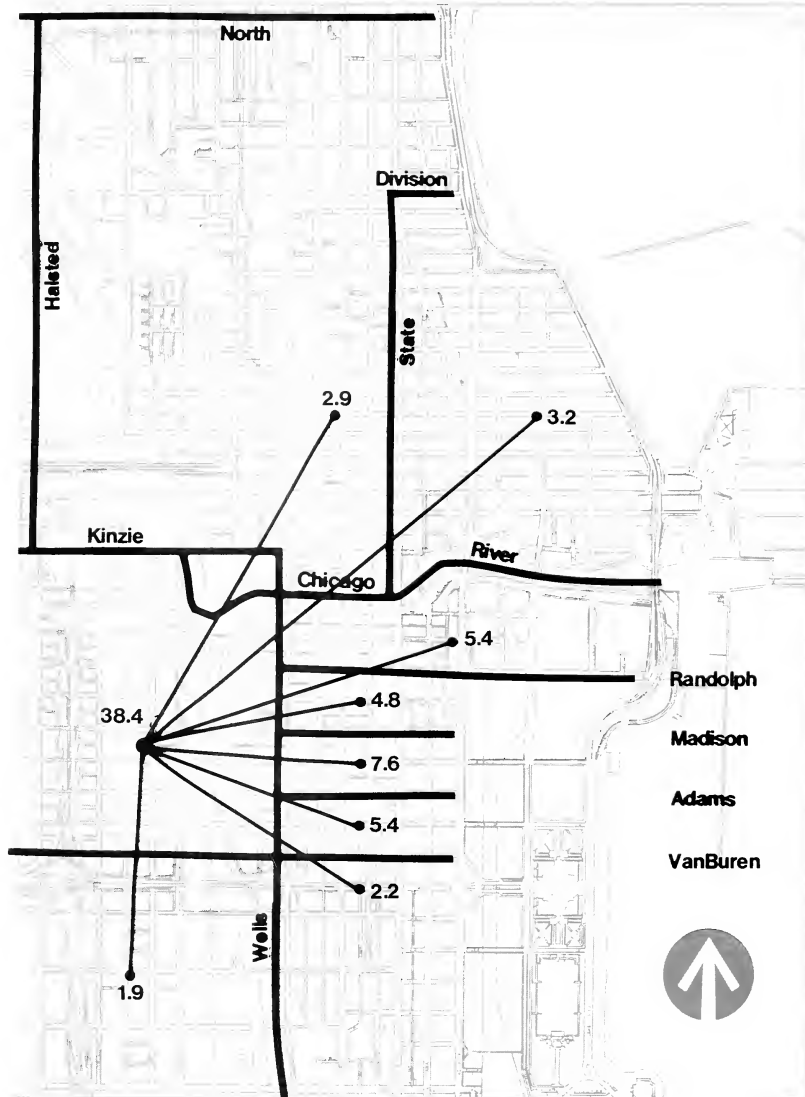 North
Division
Halsted
State
2.9
3.2
Kinzie
River
Chicago
5.4
Randolph
4.8
38.4
Madison
7.6
Adams
5.4
VanBuren
2.2
Wells
1.9